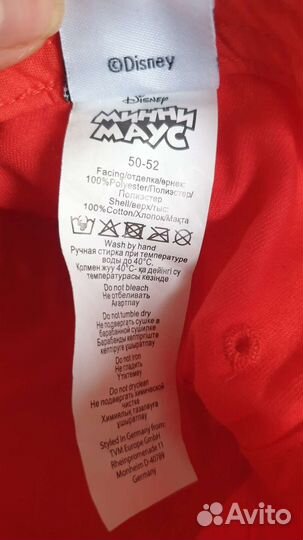 ©Disney
Disney
МИННИ
МАУС
50-52
Facing/отделка/өрнек:
100%Polyester/Полиэстер/
Полиэстер
Shell/верх/тыс:
100%Cotton/Хлопок/Мақта
Wash by hand
Ручная стирка при температуре
воды до 40°C.
Қолмен жуу 40°C- қа дейінгі су
температурасы кезінде
Do not bleach
Не отбеливать
Ағартпау
Do not tumble dry
Не подвергать сушке в
барабанной сушилке
Барабанды кептіргіште
кептіруге ұшыратпау
Do not iron
Не гладить
Үтіктемеу
Do not dryclean
Не подвергать химической
чистке
Химиялық тазалауға
ұшыратпау
Styled in Germany from:
TVM Europe GmbH
Rheinpromenade 11
Monheim D 40789
Germany
Avito